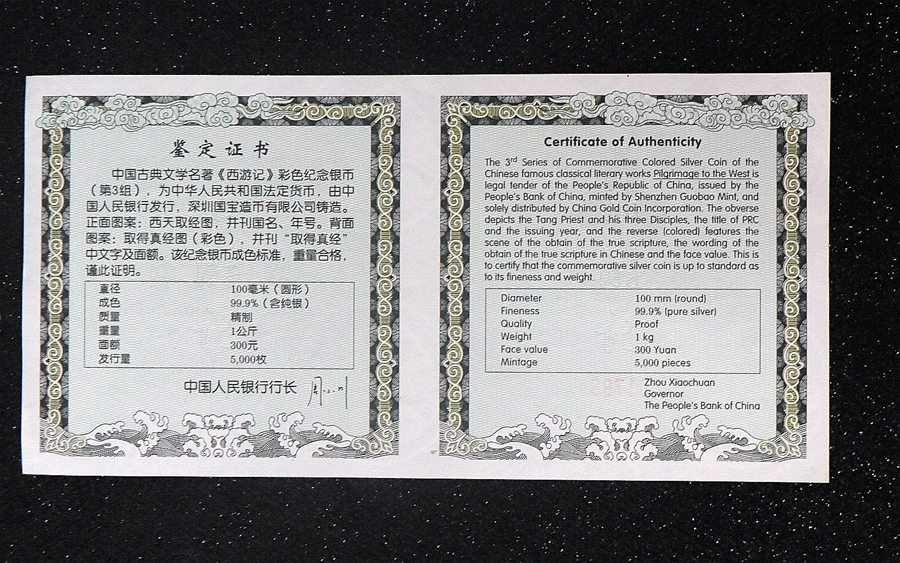 鉴定证书
中国古典文学名著《西游记》彩色纪念银币
（第3组），为中华人民共和国法定货币，由中
国人民银行发行，深圳国宝造币有限公司铸造。
正面图案：西天取经图，并刊国名、年号。背面
图案：取得真经图（彩色），并刊“取得真经”
中文字及面额。该纪念银币成色标准，重量合格，
谨此证明。
直径 100毫米（圆形）
成色 99.9%（含纯银）
质量 精制
重量 1公斤
面额 300元
发行量 5,000枚
中国人民银行行长
Certificate of Authenticity
The 3rd Series of Commemorative Colored Silver Coin of the
Chinese famous classical literary works Pilgrimage to the West is
legal tender of the People's Republic of China, issued by the
People's Bank of China, minted by Shenzhen Guobao Mint, and
solely distributed by China Gold Coin Incorporation. The obverse
depicts the Tang Priest and his three Disciples, the title of PRC
and the issuing year, and the reverse (colored) features the
scene of the obtain of the true scripture, the wording of the
obtain of the true scripture in Chinese and the face value. This is
to certify that the commemorative silver coin is up to standard as
to its fineness and weight.
Diameter 100 mm (round)
Fineness 99.9% (pure silver)
Quality Proof
Weight 1 kg
Face value 300 Yuan
Mintage 5,000 pieces
Zhou Xiaochuan
Governor
The People's Bank of China